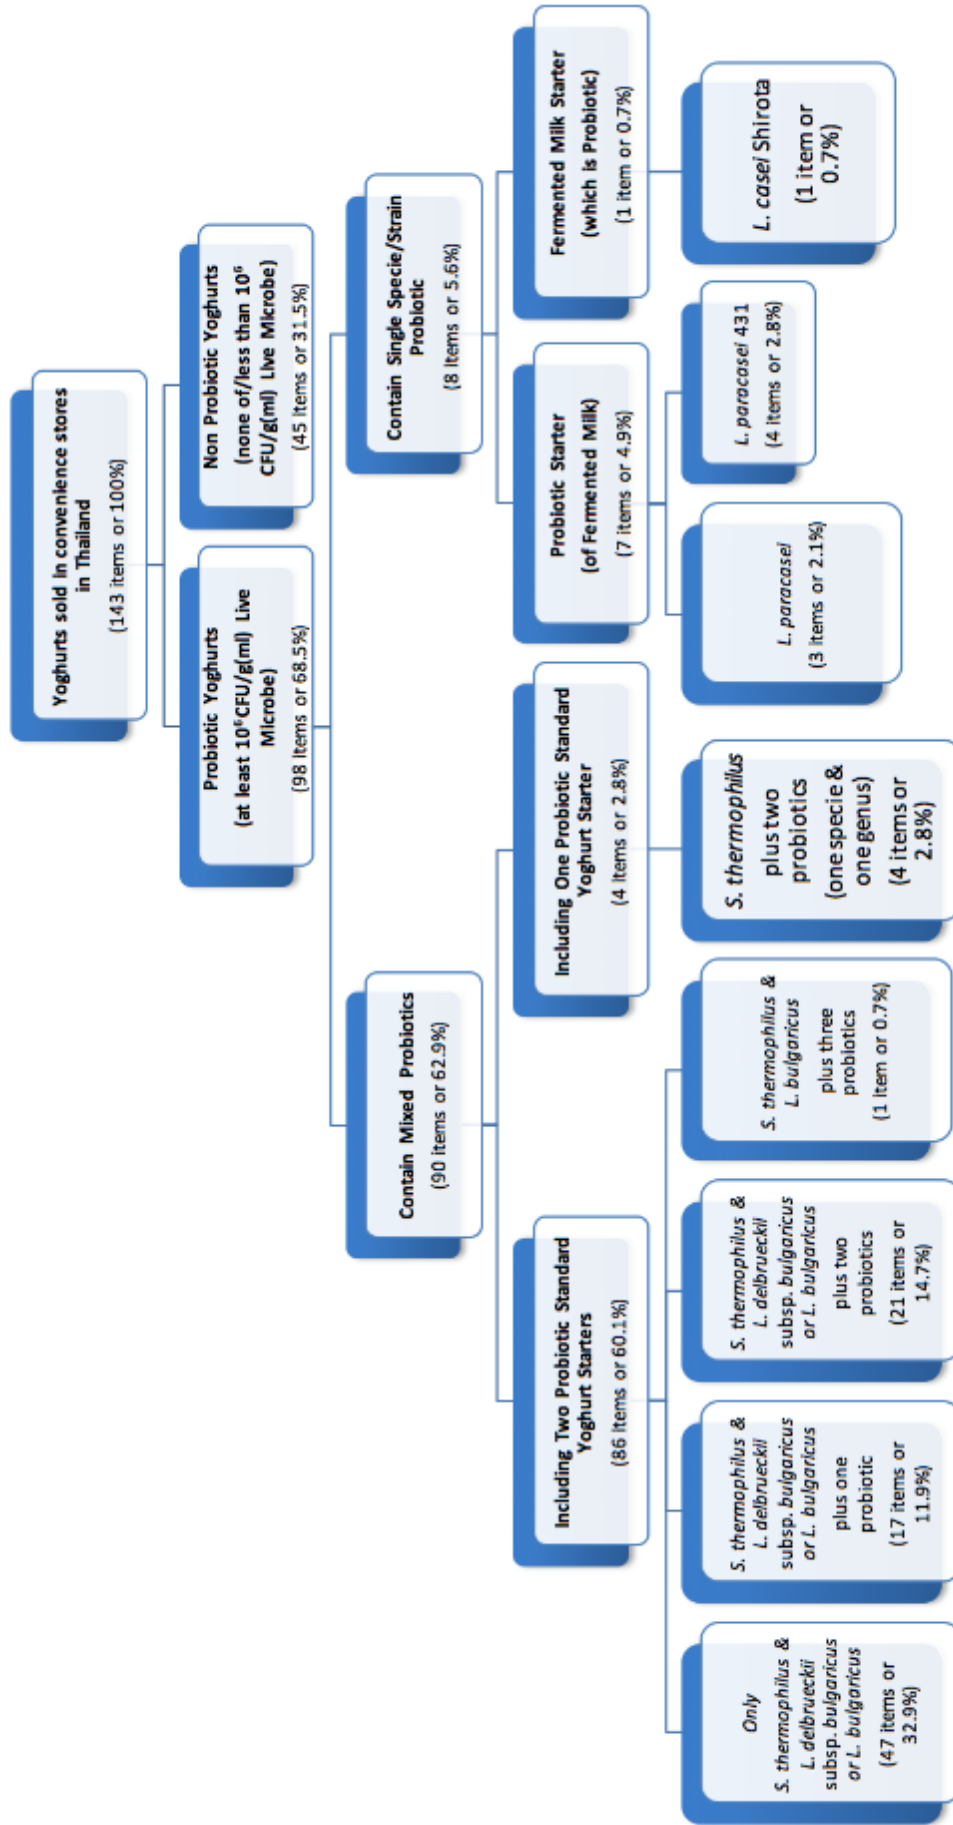 Yoghurts sold in convenience stores
in Thailand
(143 items or 100%)
Probiotic Yoghurts
(at least 10⁶CFU/g(ml) Live
Microbe)
(98 items or 68.5%)
Non Probiotic Yoghurts
(none of/less than 10⁶
CFU/g(ml) Live Microbe)
(45 items or 31.5%)
Contain Mixed Probiotics
(90 items or 62.9%)
Contain Single Specie/Strain
Probiotic
(8 items or 5.6%)
Including Two Probiotic Standard
Yoghurt Starters
(86 items or 60.1%)
Including One Probiotic Standard
Yoghurt Starter
(4 items or 2.8%)
Probiotic Starter
(of Fermented Milk)
(7 items or 4.9%)
Fermented Milk Starter
(which is Probiotic)
(1 item or 0.7%)
Only
S. thermophilus &
L. delbrueckii
subsp. bulgaricus
or L. bulgaricus
(47 items or
32.9%)
S. thermophilus &
L. delbrueckii
subsp. bulgaricus
or L. bulgaricus
plus one
probiotic
(17 items or
11.9%)
S. thermophilus &
L. delbrueckii
subsp. bulgaricus
or L. bulgaricus
plus two
probiotics
(21 items or
14.7%)
S. thermophilus &
L. bulgaricus
plus three
probiotics
(1 item or 0.7%)
S. thermophilus
plus two
probiotics
(one specie &
one genus)
(4 items or
2.8%)
L. paracasei
(3 items or 2.1%)
L. paracasei 431
(4 items or 2.8%)
L. casei Shirota
(1 item or
0.7%)